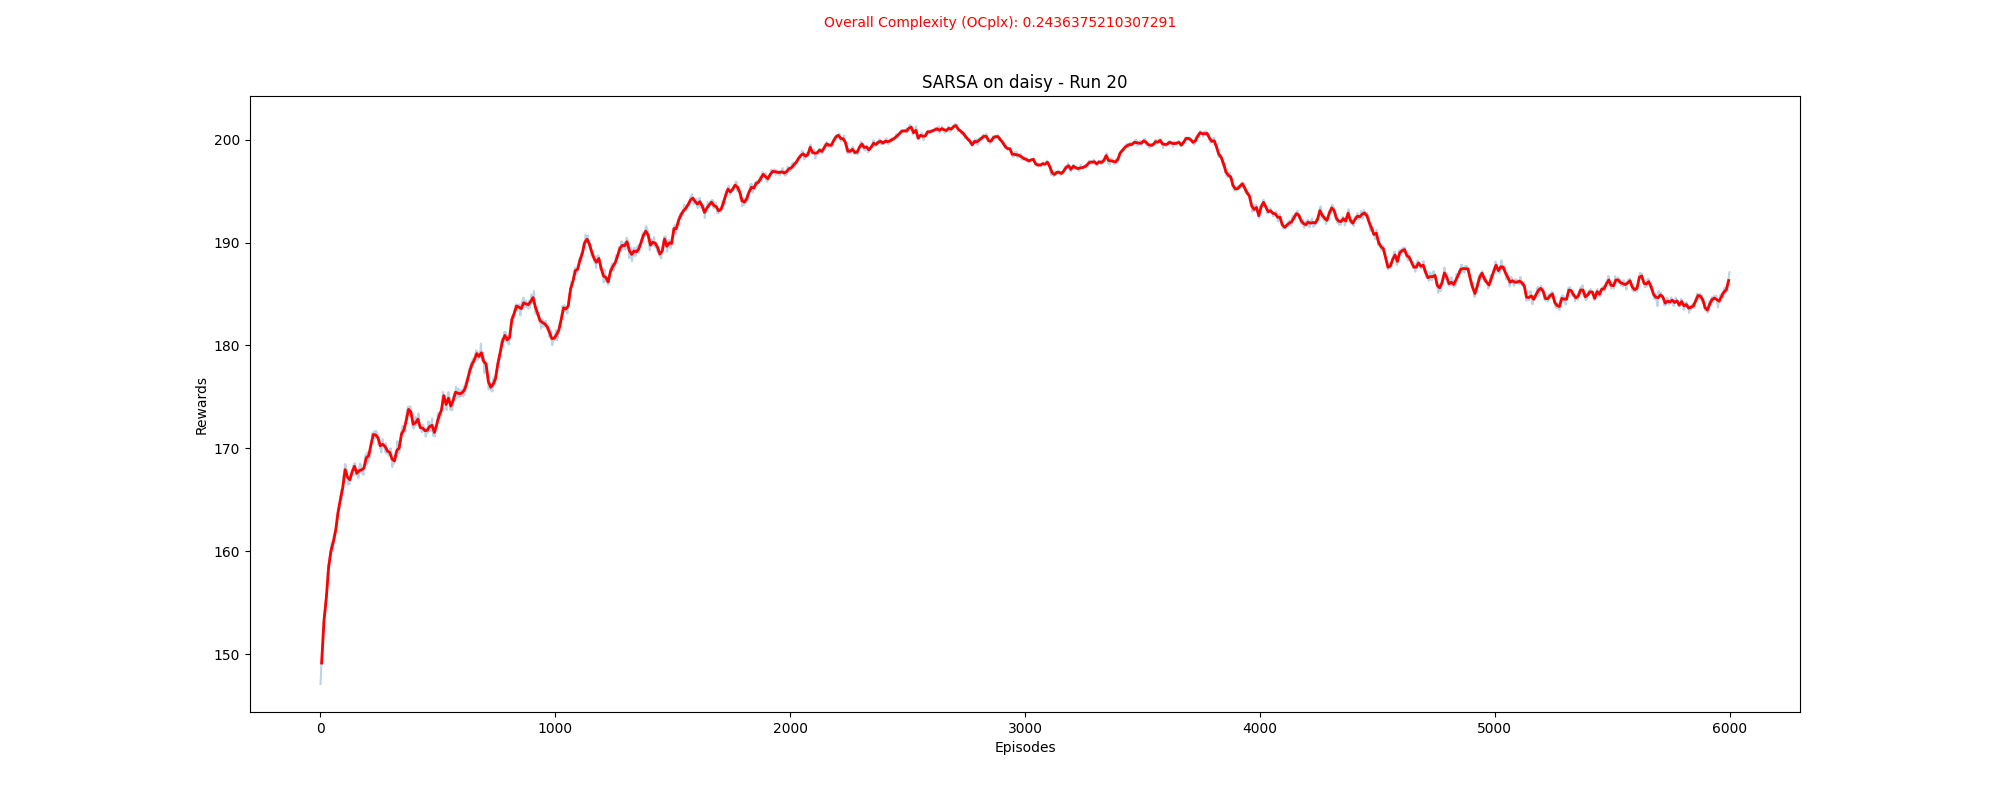 Overall Complexity (OCplx): 0.2436375210307291
SARSA on daisy - Run 20
200
190
180
170
160
150
Rewards
0 1000 2000 3000 4000 5000 6000
Episodes